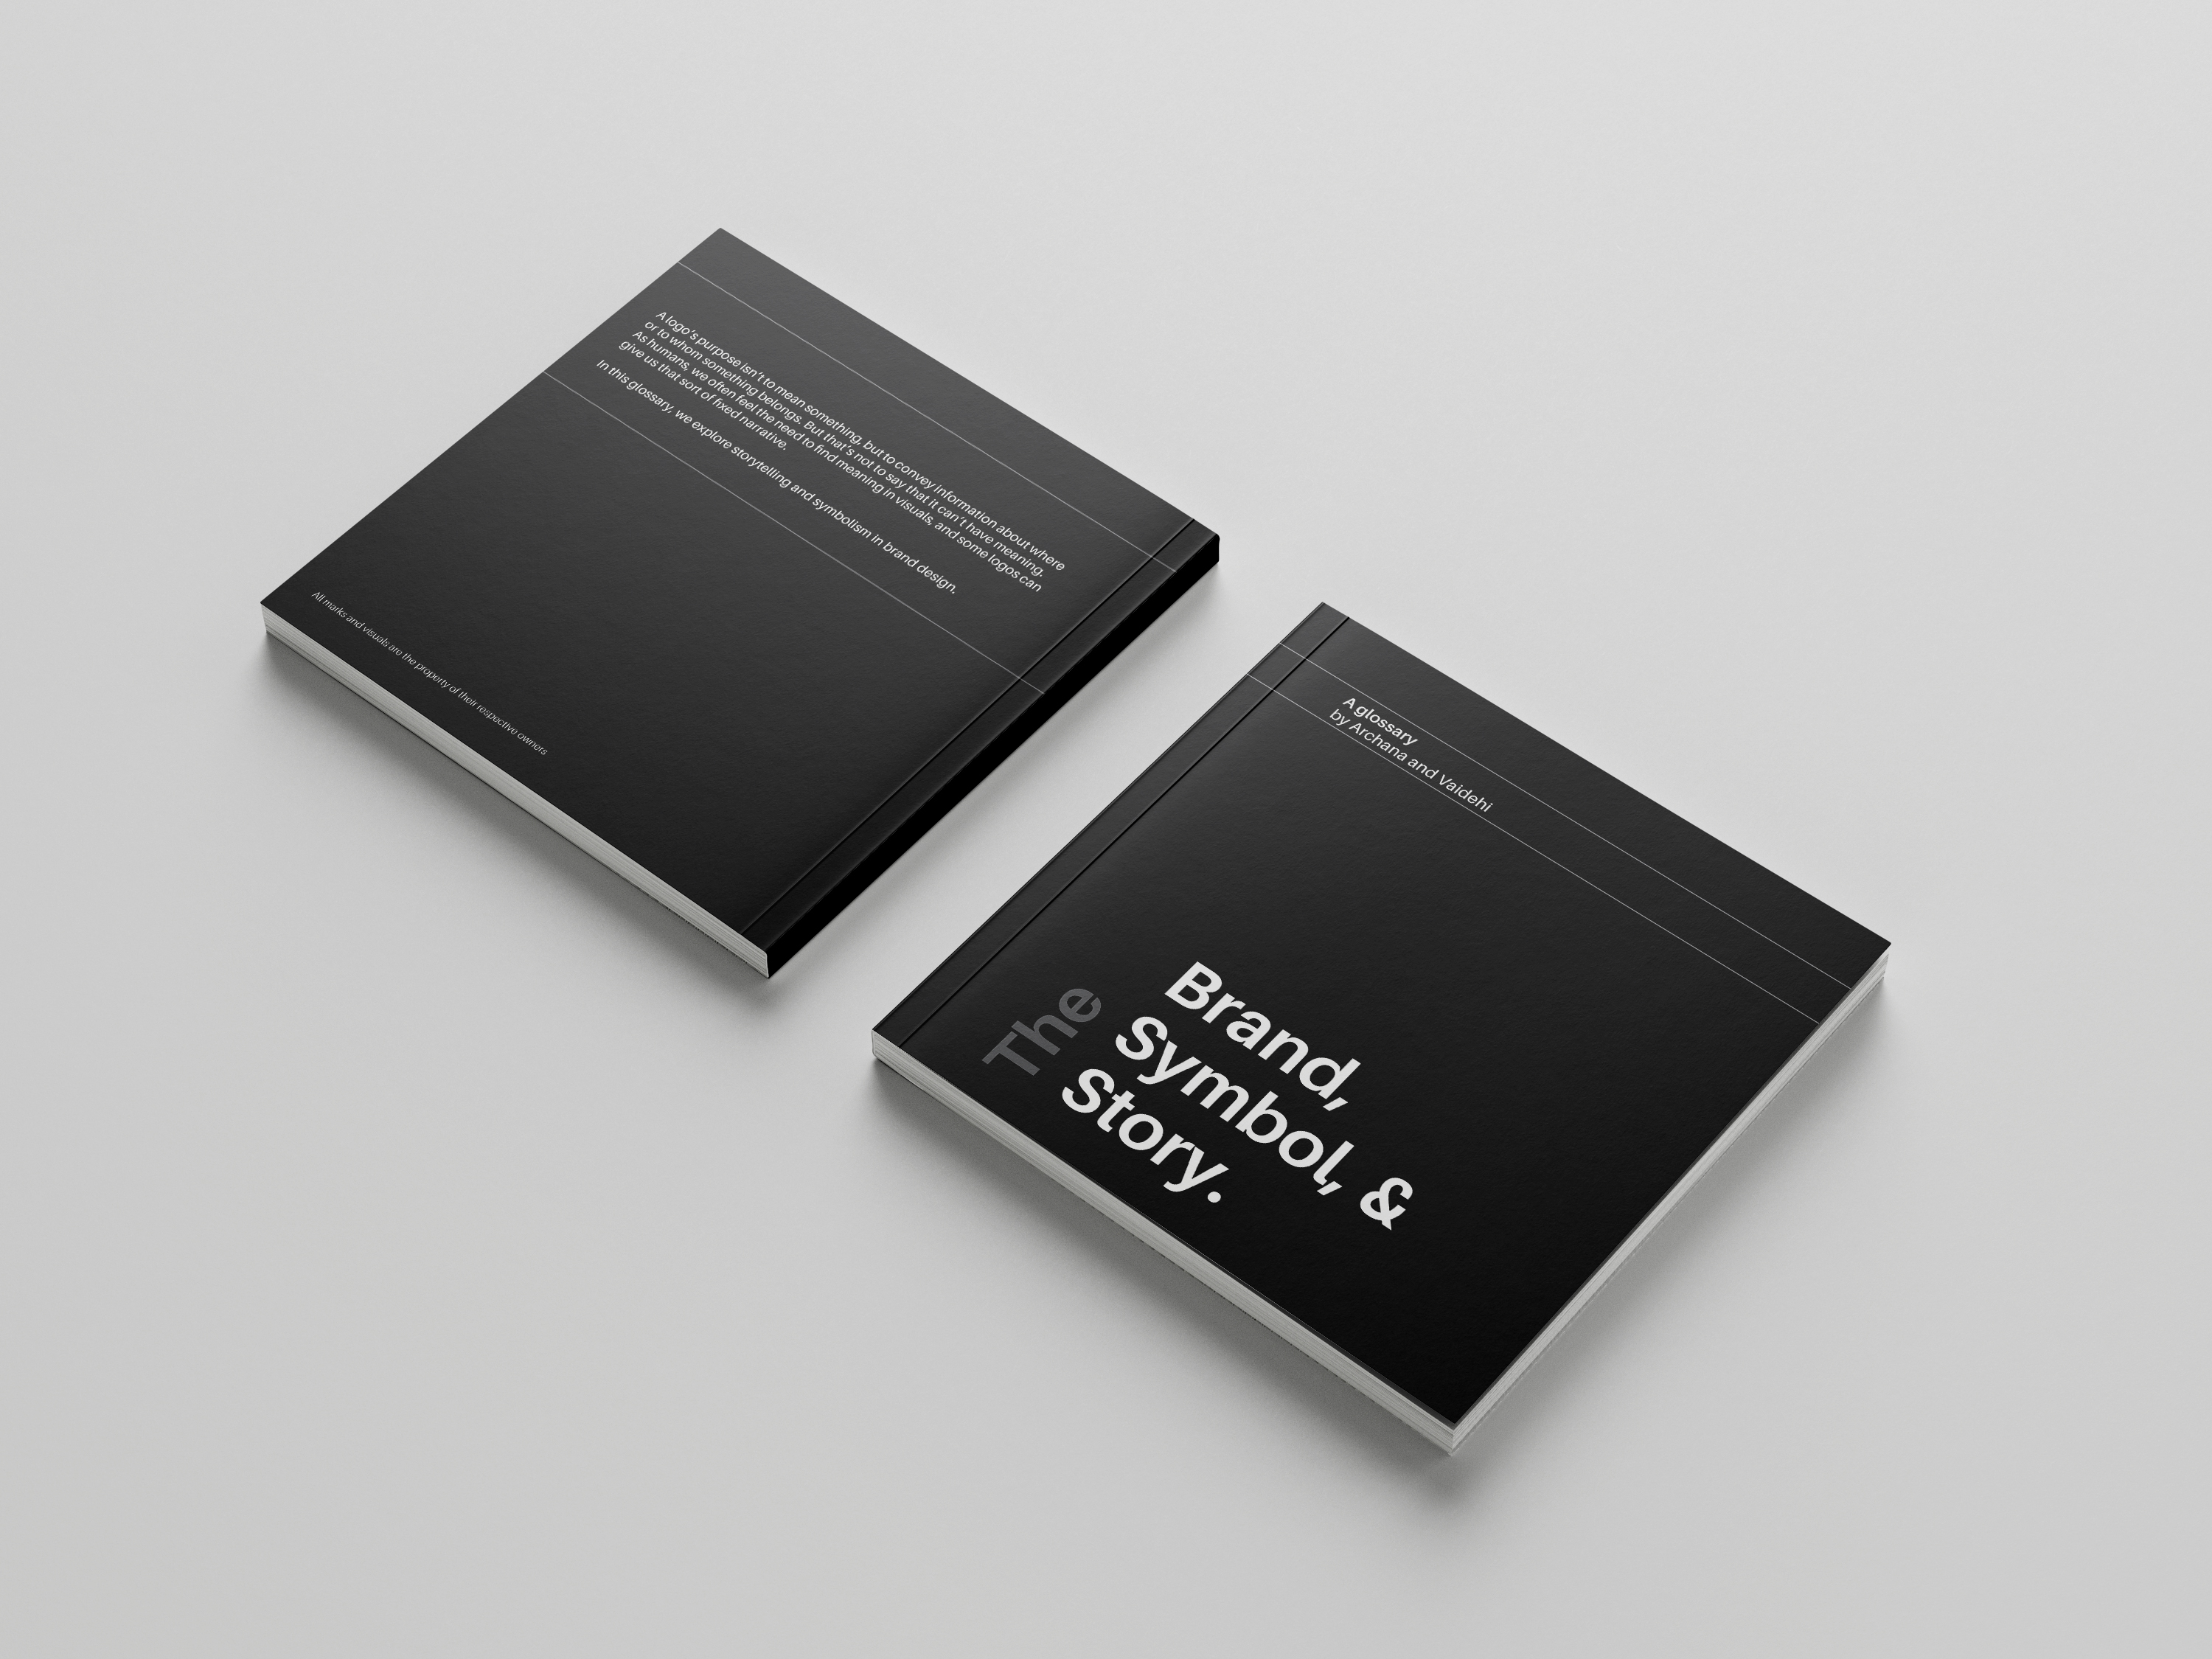 A logo's purpose isn't to mean something, but to convey information about where
or to whom something belongs. But that's not to say that it can't have meaning.
As humans, we often feel the need to find meaning in visuals, and some logos can
give us that sort of fixed narrative.
In this glossary, we explore storytelling and symbolism in brand design.
All marks and visuals are the property of their rospective owners
A glossary
by Archana and Vaidehi
The
Brand,
Symbol, &
Story.